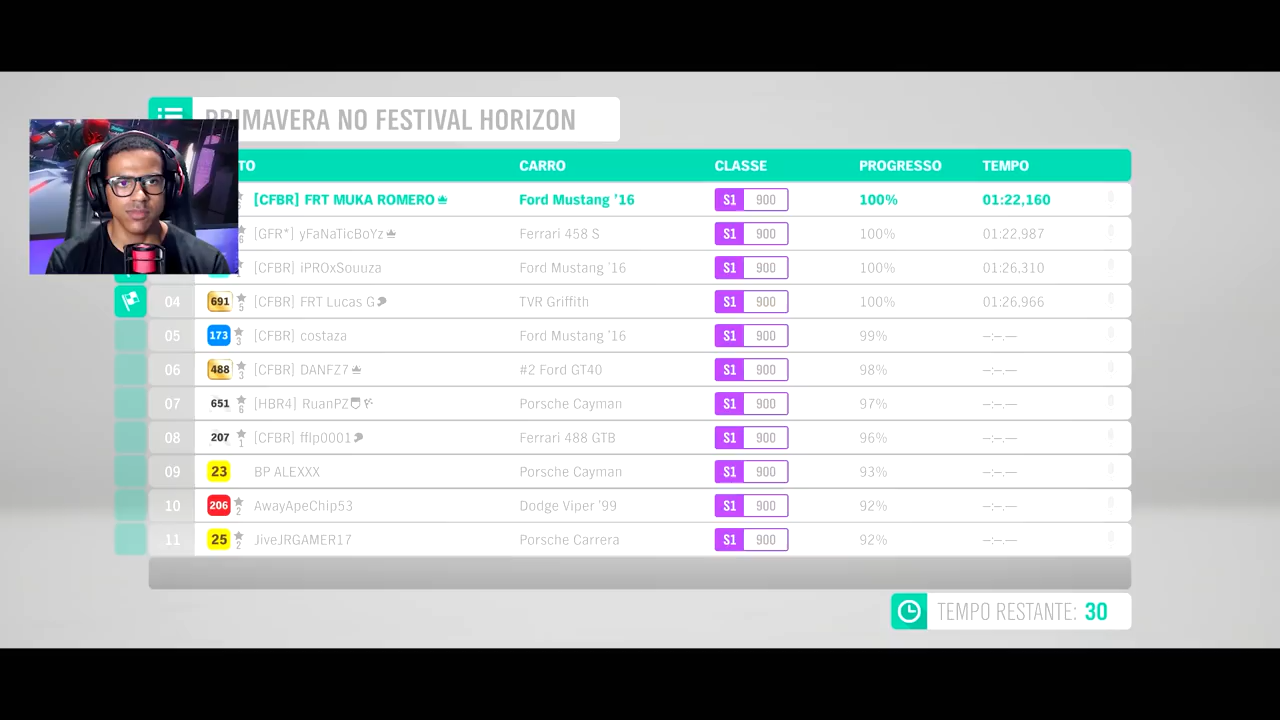 PRIMAVERA NO FESTIVAL HORIZON
TO CARRO CLASSE PROGRESSO TEMPO
[CFBR] FRT MUKA ROMERO Ford Mustang '16 S1 900 100% 01:22,160
[GFR*] yFaNaTicBoYz Ferrari 458 S S1 900 100% 01:22,987
[CFBR] iPROxSouuza Ford Mustang '16 S1 900 100% 01:26,310
04 691 5 [CFBR] FRT Lucas G TVR Griffith S1 900 100% 01:26,966
05 173 3 [CFBR] costaza Ford Mustang '16 S1 900 99% --:--.---
06 488 3 [CFBR] DANFZ7 #2 Ford GT40 S1 900 98% --:--.---
07 651 6 [HBR4] RuanPZ Porsche Cayman S1 900 97% --:--.---
08 207 1 [CFBR] fflp0001 Ferrari 488 GTB S1 900 96% --:--.---
09 23 BP ALEXXX Porsche Cayman S1 900 93% --:--.---
10 206 2 AwayApeChip53 Dodge Viper '99 S1 900 92% --:--.---
11 25 2 JiveJRGAMER17 Porsche Carrera S1 900 92% --:--.---
TEMPO RESTANTE: 30